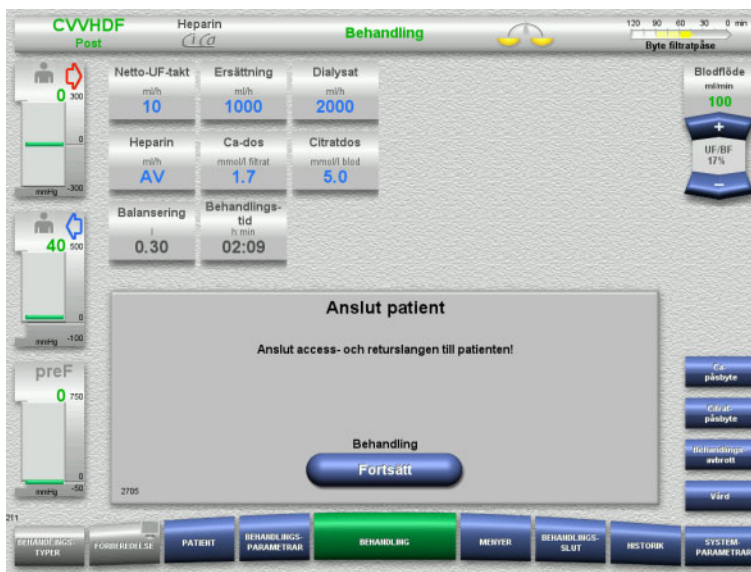 CVVHDF
Post
Heparin
Ci Ca
Behandling
120 90 60 30 0 min
Byte filtratpåse
0
300
0
-300
mmHg
40
500
0
-100
mmHg
preF
0
750
0
-50
mmHg
Netto-UF-takt
ml/h
10
Ersättning
ml/h
1000
Dialysat
ml/h
2000
Heparin
ml/h
AV
Ca-dos
mmol/l filtrat
1.7
Citratdos
mmol/l blod
5.0
Balansering
l
0.30
Behandlings-
tid
h:min
02:09
Blodflöde
ml/min
100
+
UF/BF
17%
–
Anslut patient
Anslut access- och returslangen till patienten!
Behandling
Fortsätt
2705
Ca-
påsbyte
Citrat-
påsbyte
Behandlings-
avbrott
Vård
211
BEHANDLINGS-
TYPER
FÖRBEREDELSE
PATIENT
BEHANDLINGS-
PARAMETRAR
BEHANDLING
MENYER
BEHANDLINGS-
SLUT
HISTORIK
SYSTEM-
PARAMETRAR